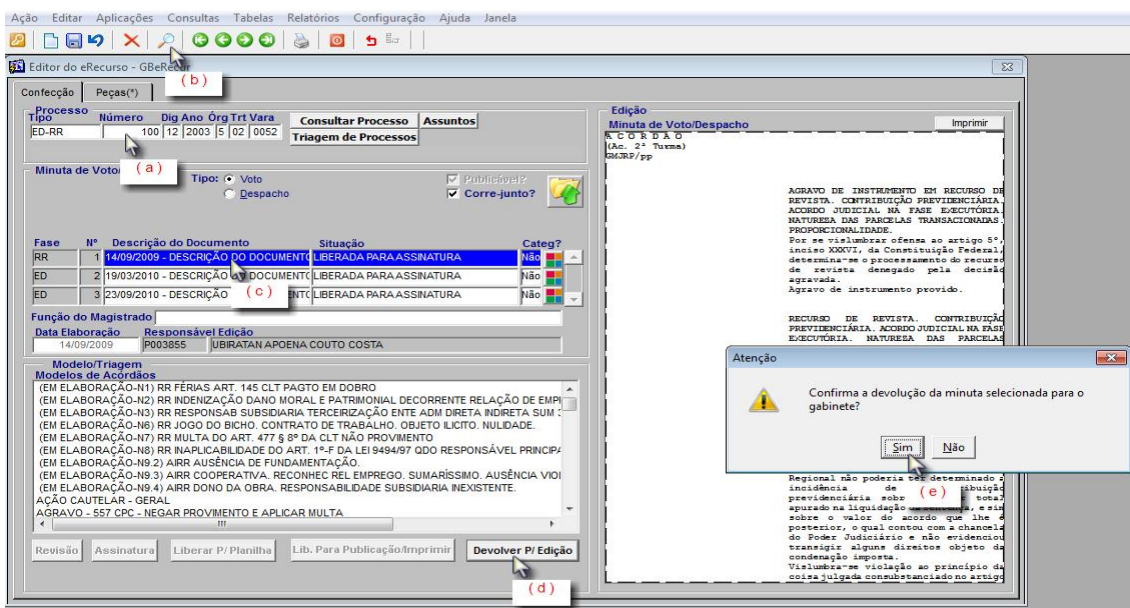 Ação Editar Aplicações Consultas Tabelas Relatórios Configuração Ajuda Janela
Editor do eRecurso - GBeRecur
( b )
Confecção Peças(*)
Processo
Tipo Número Dig Ano Órg Trt Vara
ED-RR 100 12 2003 5 02 0052
Consultar Processo Assuntos
Triagem de Processos
( a )
Minuta de Voto/
Tipo: Voto
Despacho
Publicável?
Corre-junto?
Fase Nº Descrição do Documento Situação Categ?
RR 1 14/09/2009 - DESCRIÇÃO DO DOCUMENTO LIBERADA PARA ASSINATURA Não
ED 2 19/03/2010 - DESCRIÇÃO DOCUMENTO LIBERADA PARA ASSINATURA Não
( c )
ED 3 23/09/2010 - DESCRIÇÃO LIBERADA PARA ASSINATURA Não
Função do Magistrado
Data Elaboração Responsável Edição
14/09/2009 P003855 UBIRATAN APOENA COUTO COSTA
Modelo/Triagem
Modelos de Acórdãos
(EM ELABORAÇÃO-N1) RR FÉRIAS ART. 145 CLT PAGTO EM DOBRO
(EM ELABORAÇÃO-N2) RR INDENIZAÇÃO DANO MORAL E PATRIMONIAL DECORRENTE RELAÇÃO DE EMPI
(EM ELABORAÇÃO-N3) RR RESPONSAB SUBSIDIARIA TERCEIRIZAÇÃO ENTE ADM DIRETA INDIRETA SUM 3
(EM ELABORAÇÃO-N6) RR JOGO DO BICHO. CONTRATO DE TRABALHO. OBJETO ILICITO. NULIDADE.
(EM ELABORAÇÃO-N7) RR MULTA DO ART. 477 § 8º DA CLT NÃO PROVIMENTO
(EM ELABORAÇÃO-N8) RR INAPLICABILIDADE DO ART. 1º-F DA LEI 9494/97 QDO RESPONSÁVEL PRINCIPA
(EM ELABORAÇÃO-N9.2) AIRR AUSÊNCIA DE FUNDAMENTAÇÃO.
(EM ELABORAÇÃO-N9.3) AIRR COOPERATIVA. RECONHEC REL EMPREGO. SUMARÍSSIMO. AUSÊNCIA VIOI
(EM ELABORAÇÃO-N9.4) AIRR DONO DA OBRA. RESPONSABILIDADE SUBSIDIARIA INEXISTENTE.
AÇÃO CAUTELAR - GERAL
AGRAVO - 557 CPC - NEGAR PROVIMENTO E APLICAR MULTA
Revisão Assinatura Liberar P/ Planilha Lib. Para Publicação/Imprimir Devolver P/ Edição
( d )
Edição
Minuta de Voto/Despacho Imprimir
A C Ó R D Ã O
(Ac. 2ª Turma)
GMJRP/pp
AGRAVO DE INSTRUMENTO EM RECURSO DE
REVISTA. CONTRIBUIÇÃO PREVIDENCIÁRIA.
ACORDO JUDICIAL NA FASE EXECUTÓRIA.
NATUREZA DAS PARCELAS TRANSACIONADAS.
PROPORCIONALIDADE.
Por se vislumbrar ofensa ao artigo 5º,
inciso XXXVI, da Constituição Federal,
determina-se o processamento do recurso
de revista denegado pela decisão
agravada.
Agravo de instrumento provido.
RECURSO DE REVISTA. CONTRIBUIÇÃO
PREVIDENCIÁRIA. ACORDO JUDICIAL NA FASE
EXECUTÓRIA. NATUREZA DAS PARCELAS
Atenção
Confirma a devolução da minuta selecionada para o
gabinete?
Sim Não
( e )
Regional não poderia ter determinado a
incidência de
previdenciária sobr total
apurado na liquidação da sentença, e sim
sobre o valor do acordo que lhe é
posterior, o qual contou com a chancela
do Poder Judiciário e não evidenciou
transigir alguns direitos objeto da
condenação imposta.
Vislumbra-se violação ao princípio da
coisa julgada consubstanciado no artigo